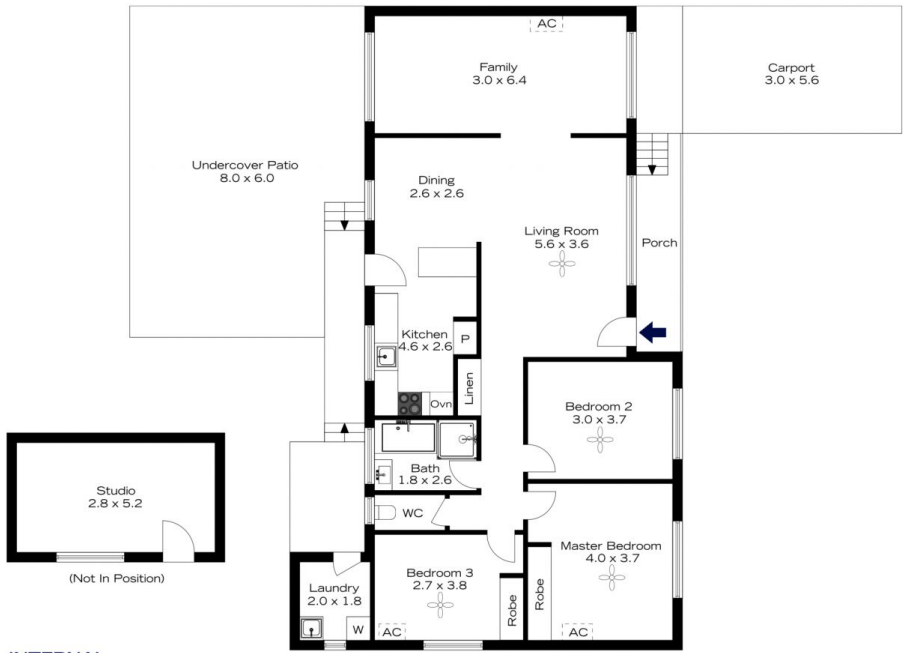 AC
Family
3.0 x 6.4
Carport
3.0 x 5.6
Undercover Patio
8.0 x 6.0
Dining
2.6 x 2.6
Living Room
5.6 x 3.6
Porch
Kitchen
4.6 x 2.6
P
Linen
Ovn
Bedroom 2
3.0 x 3.7
Bath
1.8 x 2.6
WC
Studio
2.8 x 5.2
(Not In Position)
Master Bedroom
4.0 x 3.7
Bedroom 3
2.7 x 3.8
Laundry
2.0 x 1.8
W
Robe
Robe
AC
AC